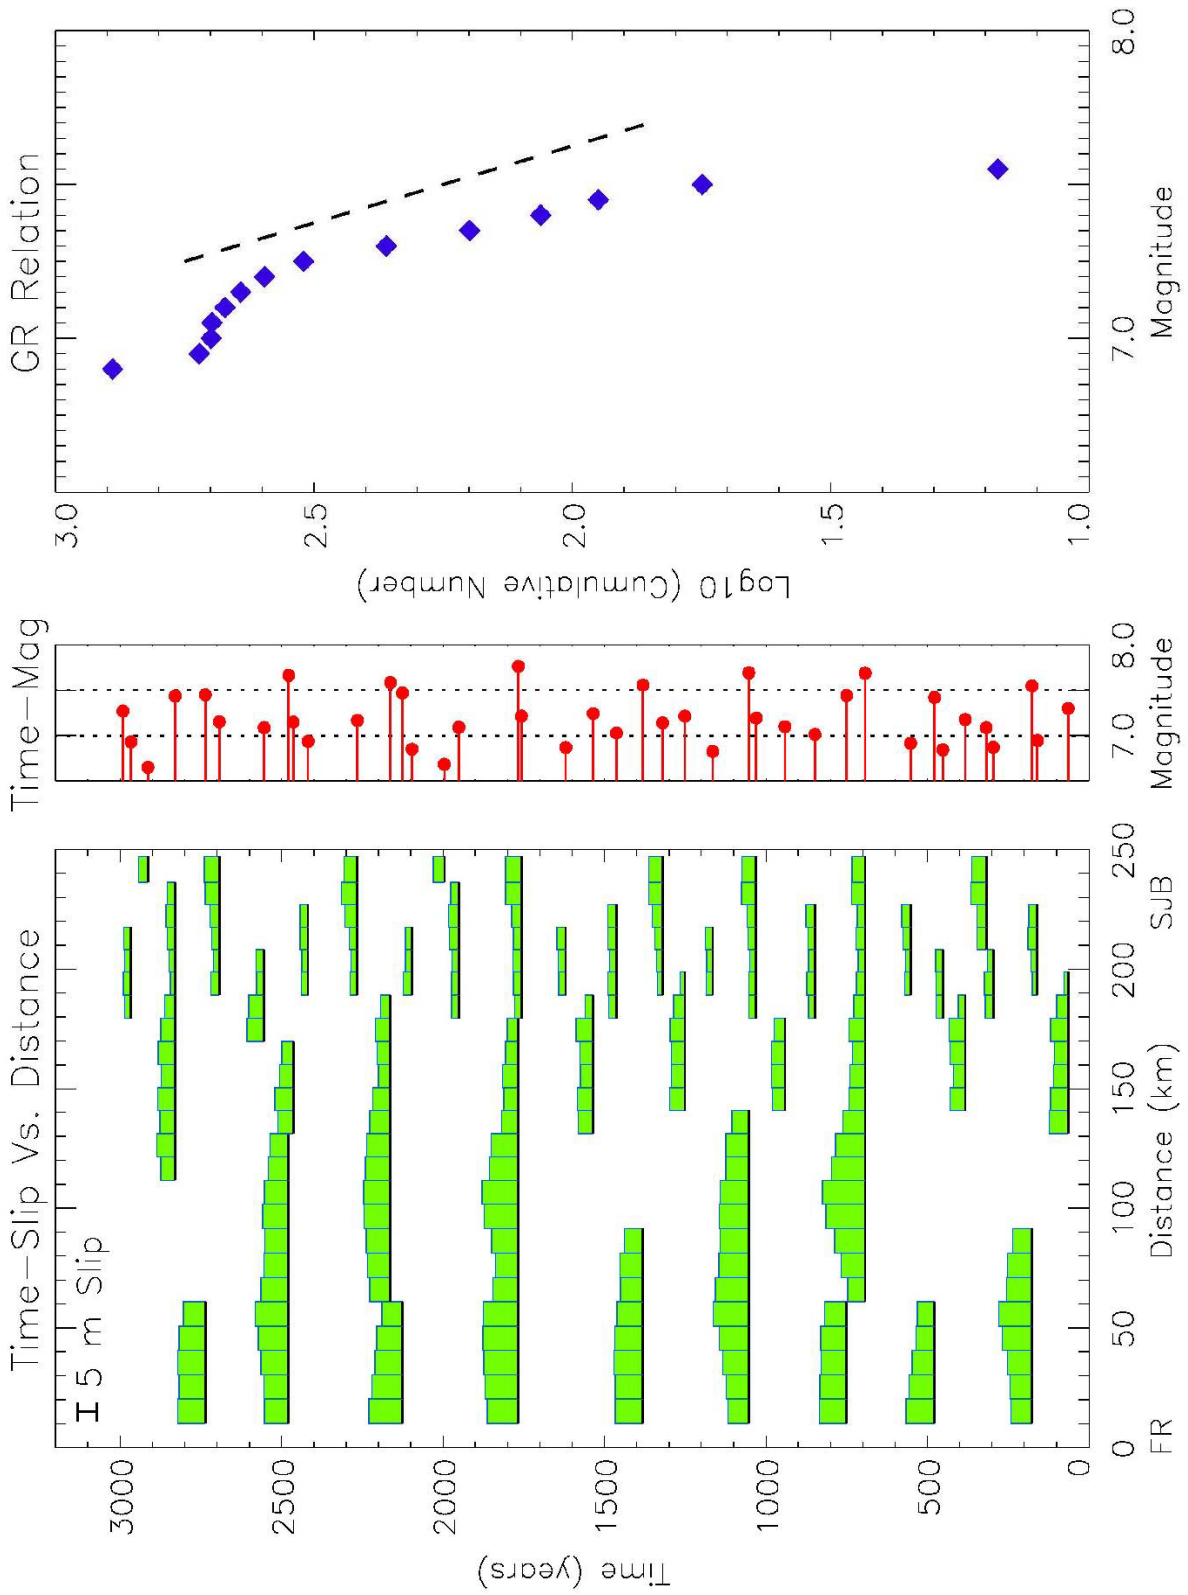 Time-Slip Vs. Distance
I 5 m Slip
3000
2500
2000
1500
1000
500
0
Time (years)
0 50 100 150 200 250
FR Distance (km) SJB
Time-Mag
7.0 8.0
Magnitude
GR Relation
3.0
2.5
2.0
1.5
1.0
Log10 (Cumulative Number)
7.0 8.0
Magnitude